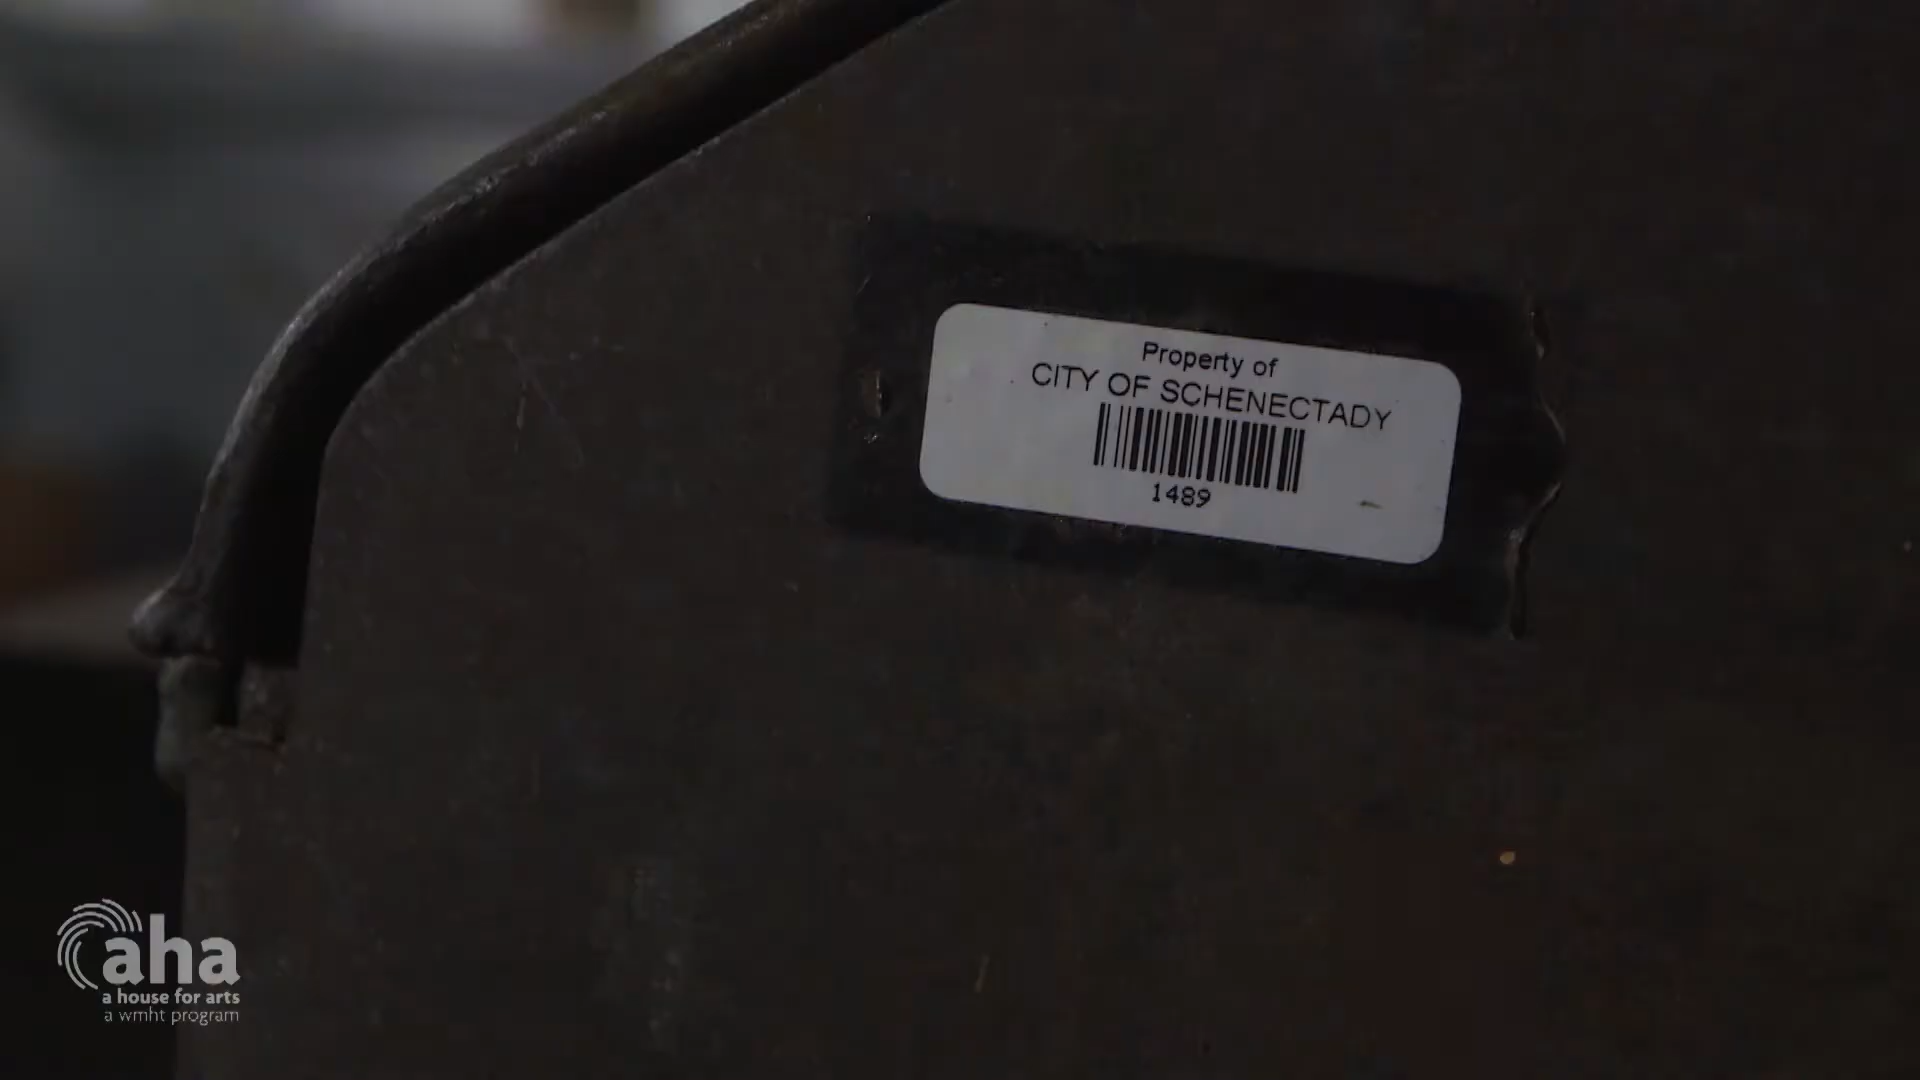 Property of
CITY OF SCHENECTADY
1489
aha
a house for arts
a wmht program